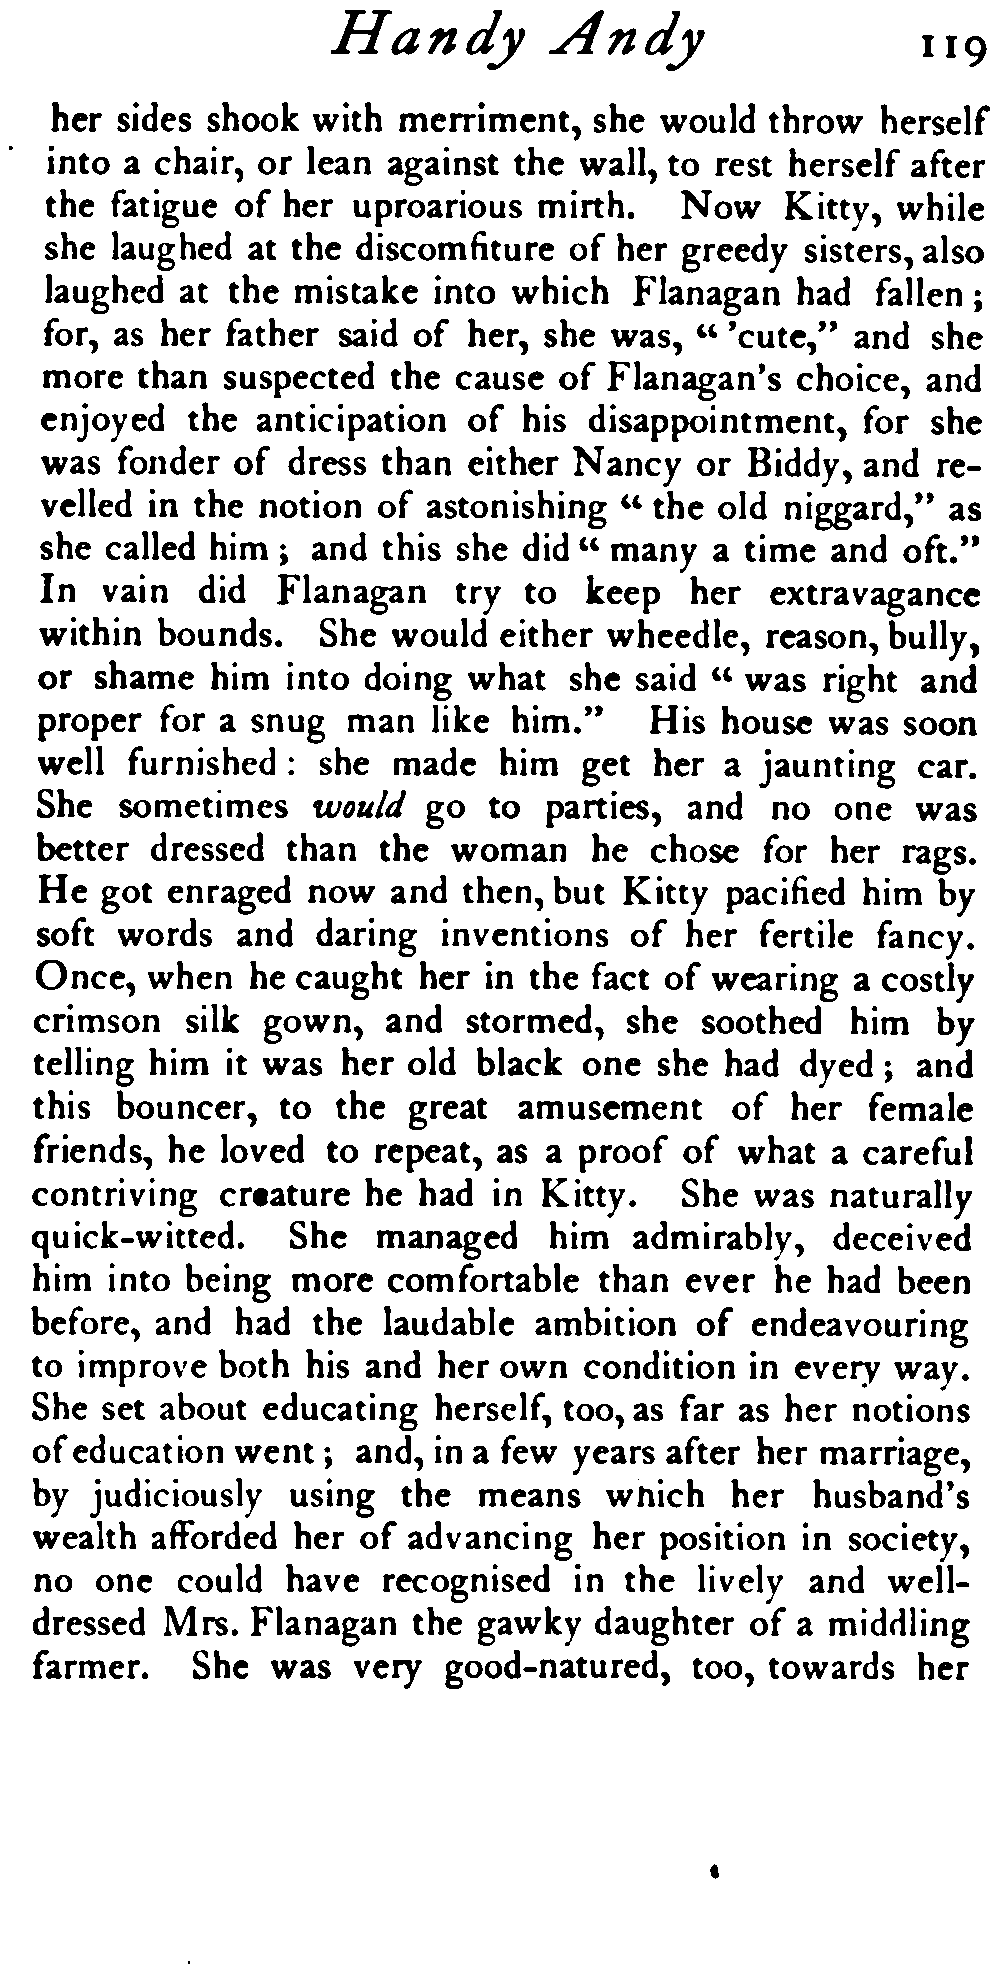 Handy Andy 119
her sides shook with merriment, she would throw herself
into a chair, or lean against the wall, to rest herself after
the fatigue of her uproarious mirth. Now Kitty, while
she laughed at the discomfiture of her greedy sisters, also
laughed at the mistake into which Flanagan had fallen ;
for, as her father said of her, she was, “ ’cute,” and she
more than suspected the cause of Flanagan’s choice, and
enjoyed the anticipation of his disappointment, for she
was fonder of dress than either Nancy or Biddy, and re-
velled in the notion of astonishing “ the old niggard,” as
she called him ; and this she did “ many a time and oft.”
In vain did Flanagan try to keep her extravagance
within bounds. She would either wheedle, reason, bully,
or shame him into doing what she said “ was right and
proper for a snug man like him.” His house was soon
well furnished : she made him get her a jaunting car.
She sometimes would go to parties, and no one was
better dressed than the woman he chose for her rags.
He got enraged now and then, but Kitty pacified him by
soft words and daring inventions of her fertile fancy.
Once, when he caught her in the fact of wearing a costly
crimson silk gown, and stormed, she soothed him by
telling him it was her old black one she had dyed ; and
this bouncer, to the great amusement of her female
friends, he loved to repeat, as a proof of what a careful
contriving creature he had in Kitty. She was naturally
quick-witted. She managed him admirably, deceived
him into being more comfortable than ever he had been
before, and had the laudable ambition of endeavouring
to improve both his and her own condition in every way.
She set about educating herself, too, as far as her notions
of education went ; and, in a few years after her marriage,
by judiciously using the means which her husband’s
wealth afforded her of advancing her position in society,
no one could have recognised in the lively and well-
dressed Mrs. Flanagan the gawky daughter of a middling
farmer. She was very good-natured, too, towards her